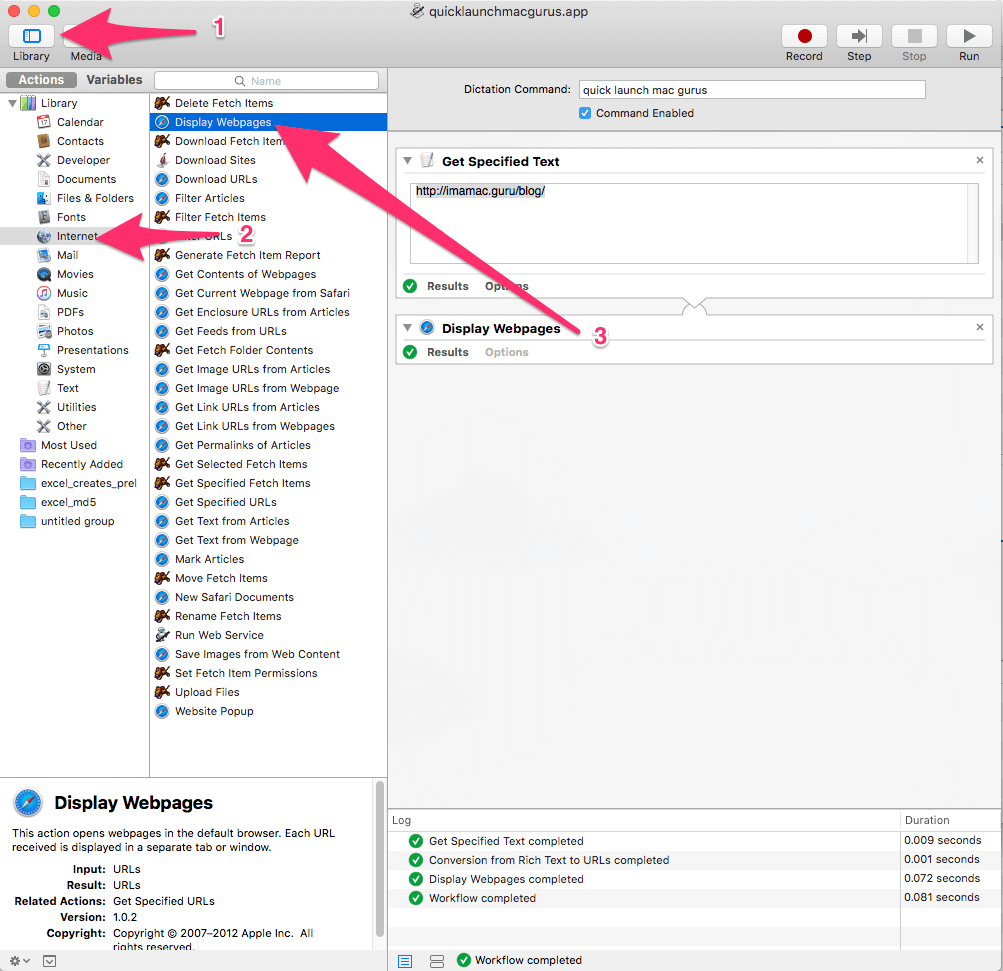 quicklaunchmacgurus.app
1
Library
Media
Record
Step
Stop
Run
Actions
Variables
Name
Library
Calendar
Contacts
Developer
Documents
Files & Folders
Fonts
Internet
Mail
Movies
Music
PDFs
Photos
Presentations
System
Text
Utilities
Other
Most Used
Recently Added
excel_creates_prel
excel_md5
untitled group
2
Delete Fetch Items
Display Webpages
Download Fetch Item
Download Sites
Download URLs
Filter Articles
Filter Fetch Items
URLs
Generate Fetch Item Report
Get Contents of Webpages
Get Current Webpage from Safari
Get Enclosure URLs from Articles
Get Feeds from URLs
Get Fetch Folder Contents
Get Image URLs from Articles
Get Image URLs from Webpage
Get Link URLs from Articles
Get Link URLs from Webpages
Get Permalinks of Articles
Get Selected Fetch Items
Get Specified Fetch Items
Get Specified URLs
Get Text from Articles
Get Text from Webpage
Mark Articles
Move Fetch Items
New Safari Documents
Rename Fetch Items
Run Web Service
Save Images from Web Content
Set Fetch Item Permissions
Upload Files
Website Popup
Dictation Command: quick launch mac gurus
Command Enabled
Get Specified Text
http://imamac.guru/blog/
Results Options
Display Webpages
3
Results Options
Display Webpages
This action opens webpages in the default browser. Each URL
received is displayed in a separate tab or window.
Input: URLs
Result: URLs
Related Actions: Get Specified URLs
Version: 1.0.2
Copyright: Copyright © 2007–2012 Apple Inc. All
rights reserved.
Log Duration
Get Specified Text completed 0.009 seconds
Conversion from Rich Text to URLs completed 0.001 seconds
Display Webpages completed 0.072 seconds
Workflow completed 0.081 seconds
Workflow completed